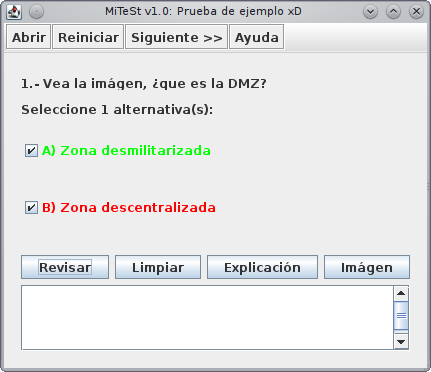 MiTeSt v1.0: Prueba de ejemplo xD
Abrir Reiniciar Siguiente >> Ayuda
1.- Vea la imágen, ¿que es la DMZ?
Seleccione 1 alternativa(s):
A) Zona desmilitarizada
B) Zona descentralizada
Revisar Limpiar Explicación Imágen